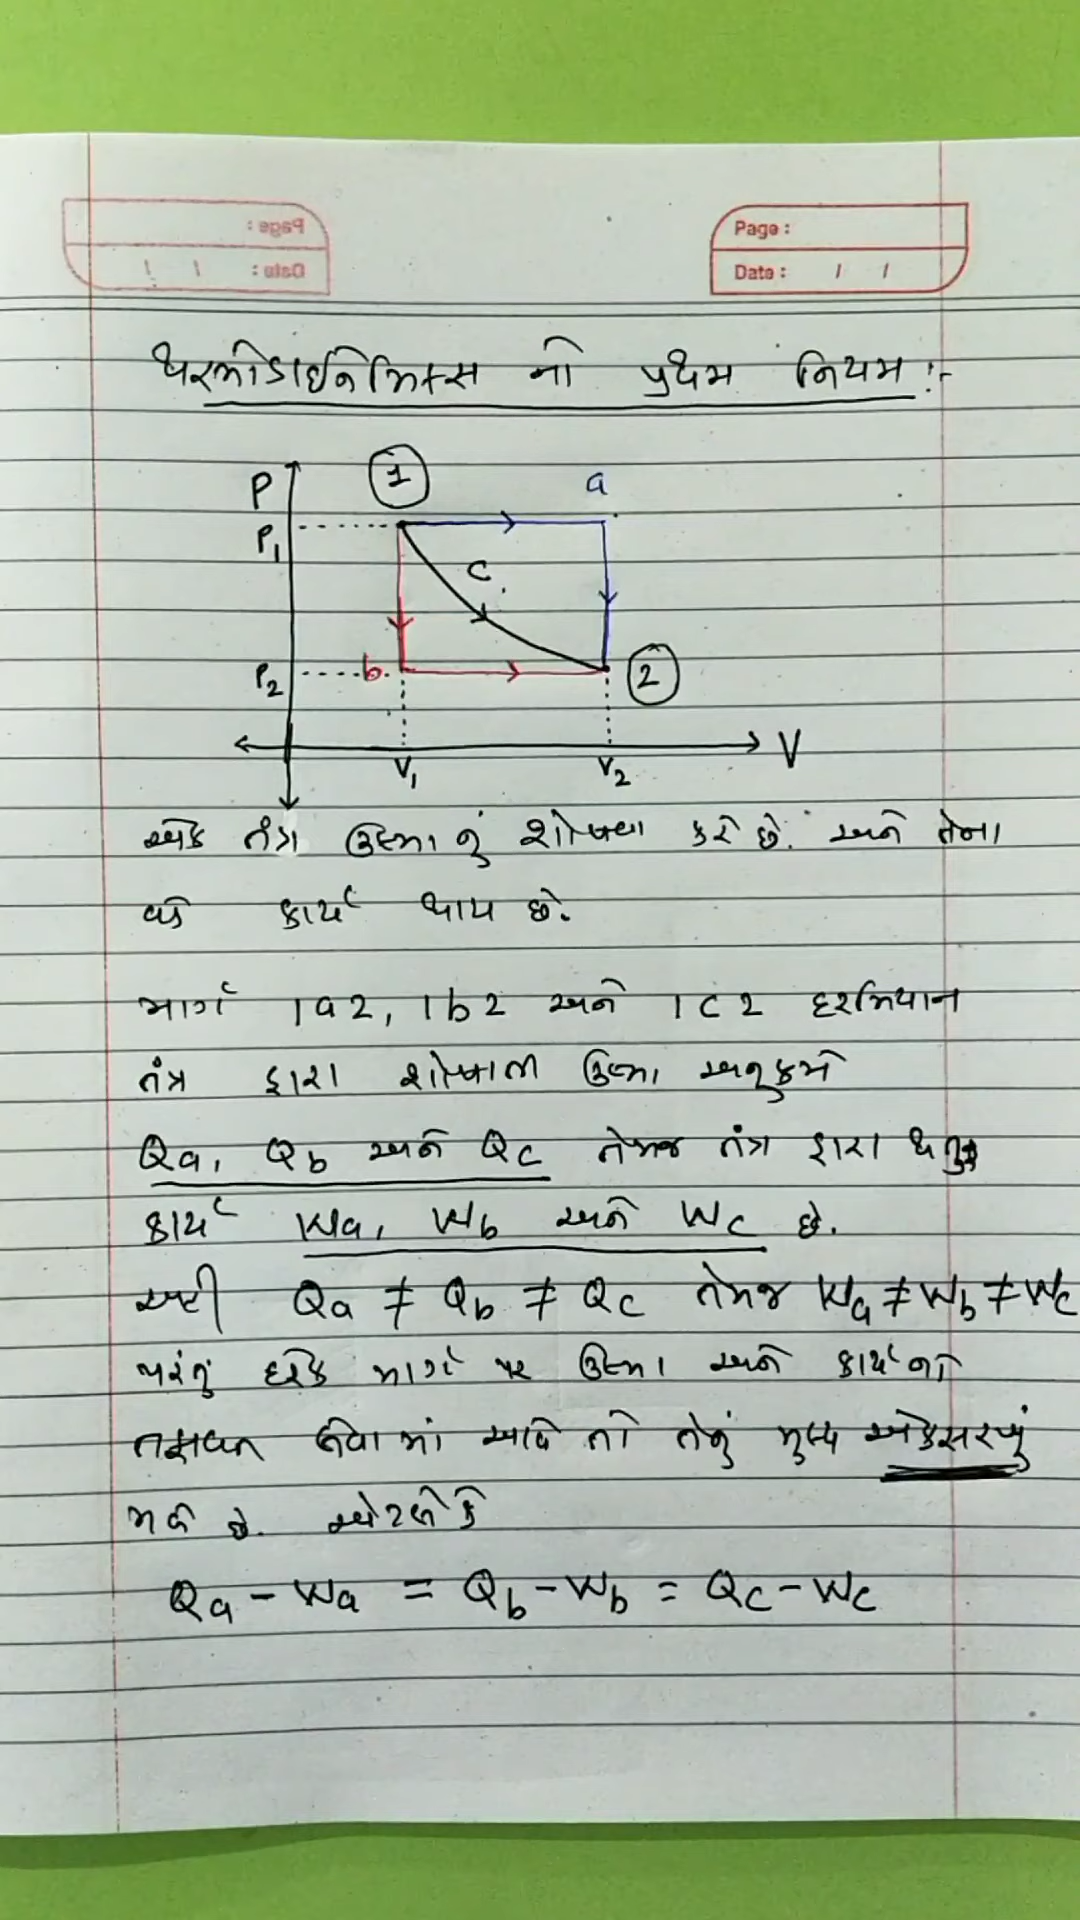 Page :
Date : / /
થરમોડાઇનેમિક્સ નો પ્રથમ નિયમ :-
P
1
a
P₁
c
b
P₂
2
V
V₁
V₂
એક તંત્ર ઉષ્મા નું શોષણ કરે છે. અને તેના
વડે કાર્ય થાય છે.
માર્ગ 1a2, 1b2 અને 1c2 દરમિયાન
તંત્ર દ્વારા શોષાતી ઉષ્મા અનુક્રમે
Qa, Qb અને Qc તેમજ તંત્ર દ્વારા થતુ
કાર્ય Wa, Wb અને Wc છે.
અહી Qa ≠ Qb ≠ Qc તેમજ Wa ≠ Wb ≠ Wc
પરંતુ દરેક માર્ગ પર ઉષ્મા અને કાર્ય નો
તફાવત લેવા માં આવે તો તેનું મુલ્ય એકસરખું
મળે છે. એટલે કે
Qa - Wa = Qb - Wb = Qc - Wc